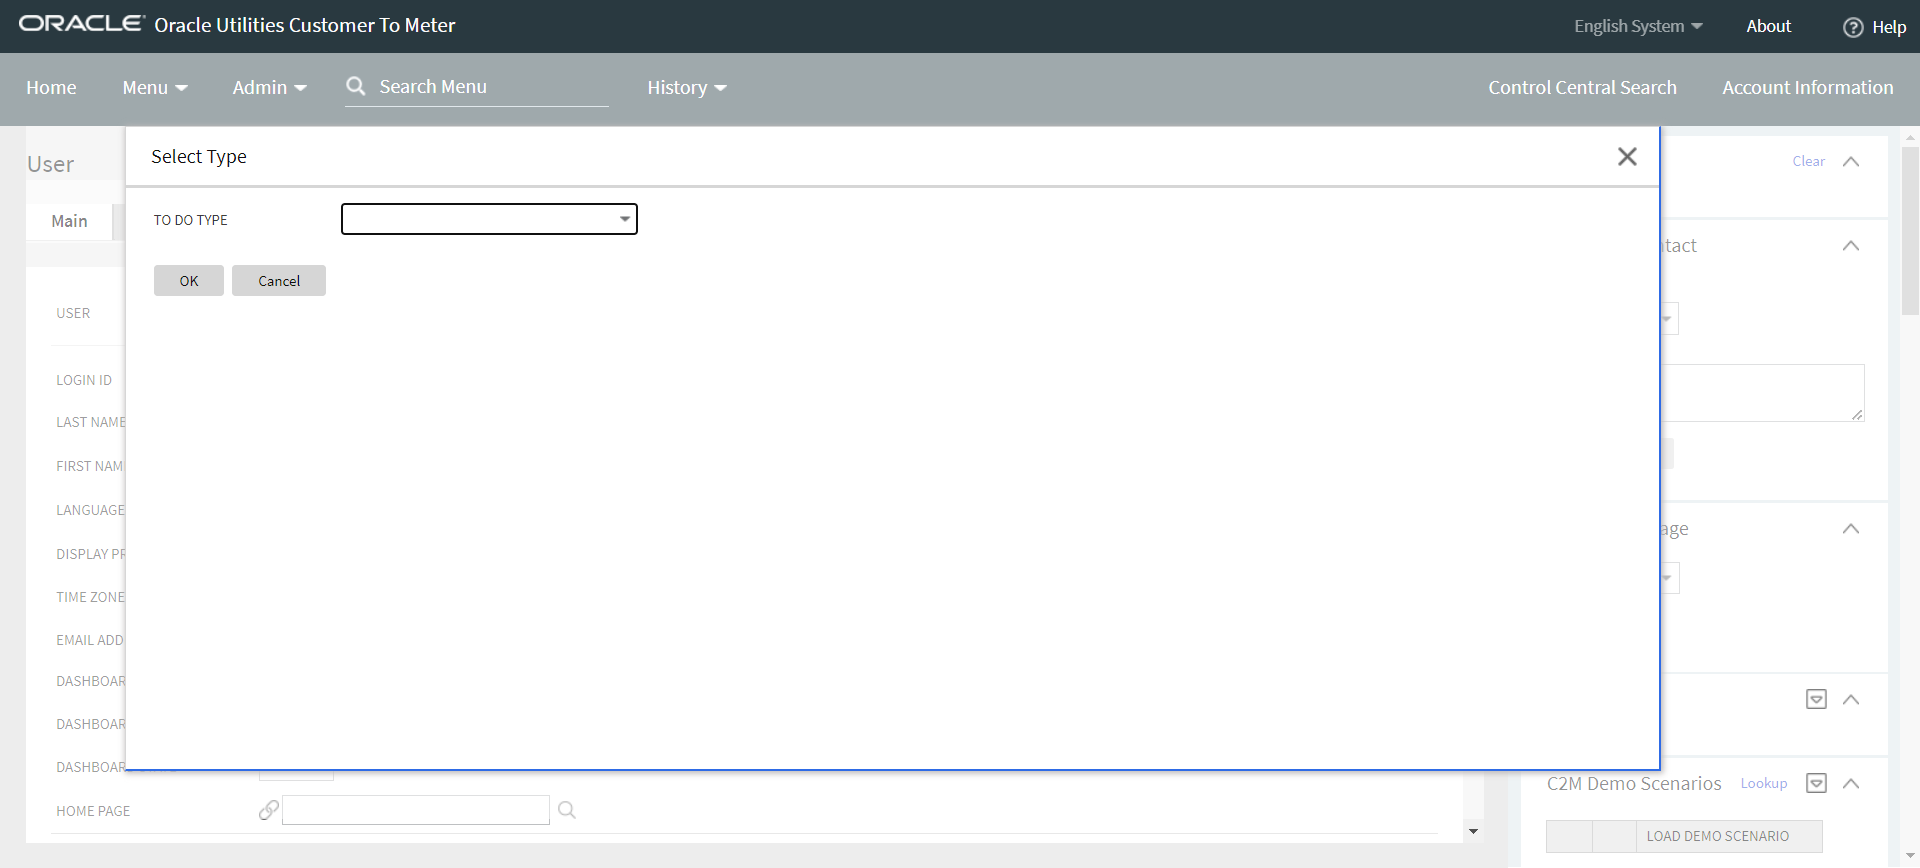 ORACLE Oracle Utilities Customer To Meter
English System
About
Help
Home
Menu
Admin
Search Menu
History
Control Central Search
Account Information
User
Select Type
Clear
Main
TO DO TYPE
OK
Cancel
ntact
USER
LOGIN ID
LAST NAME
FIRST NAM
LANGUAGE
age
DISPLAY PR
TIME ZONE
EMAIL ADD
DASHBOAR
DASHBOAR
DASHBOAR
C2M Demo Scenarios
Lookup
HOME PAGE
LOAD DEMO SCENARIO